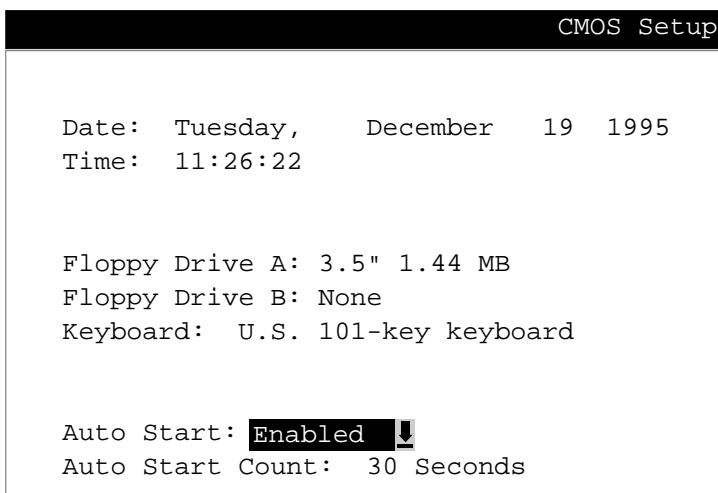 CMOS Setup
Date: Tuesday, December 19 1995
Time: 11:26:22
Floppy Drive A: 3.5" 1.44 MB
Floppy Drive B: None
Keyboard: U.S. 101-key keyboard
Auto Start: Enabled
Auto Start Count: 30 Seconds